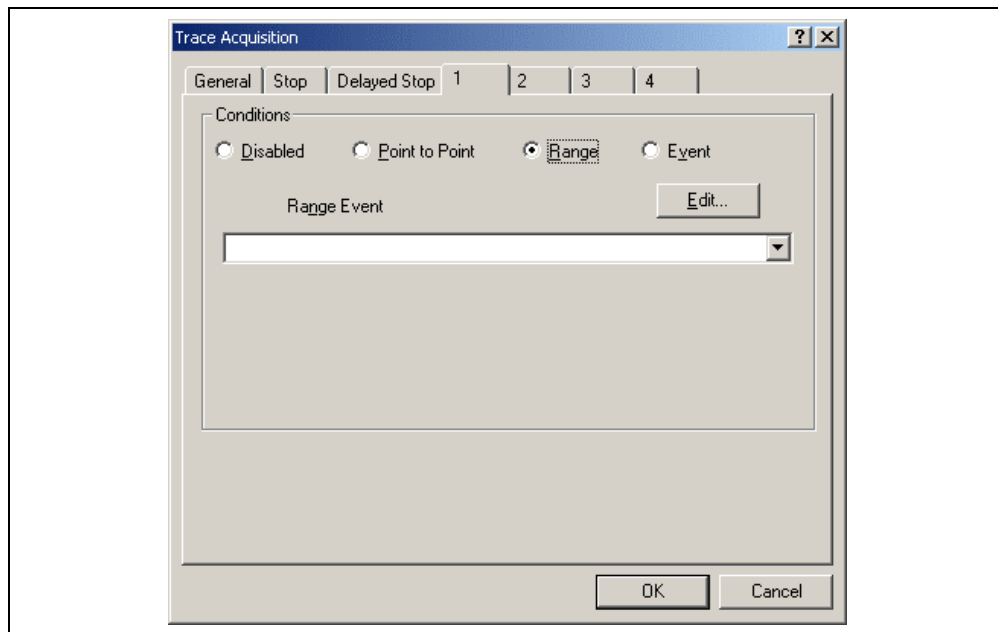 Trace Acquisition
General Stop Delayed Stop 1 2 3 4
Conditions
Disabled Point to Point Range Event
Range Event Edit...
OK Cancel